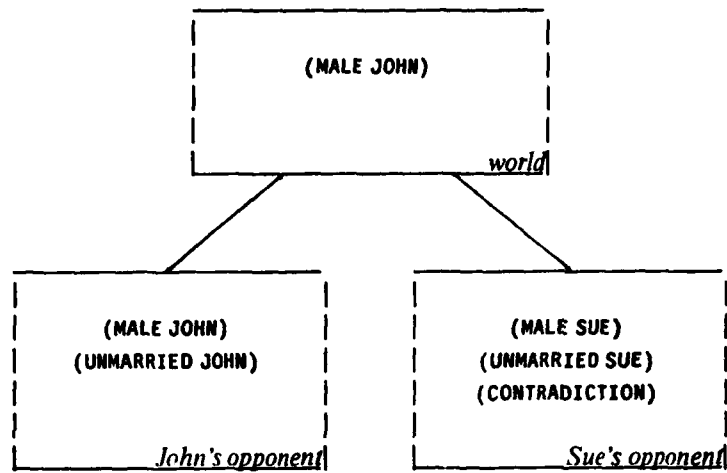 (MALE JOHN)
world
(MALE JOHN)
(UNMARRIED JOHN)
John's opponent
(MALE SUE)
(UNMARRIED SUE)
(CONTRADICTION)
Sue's opponent